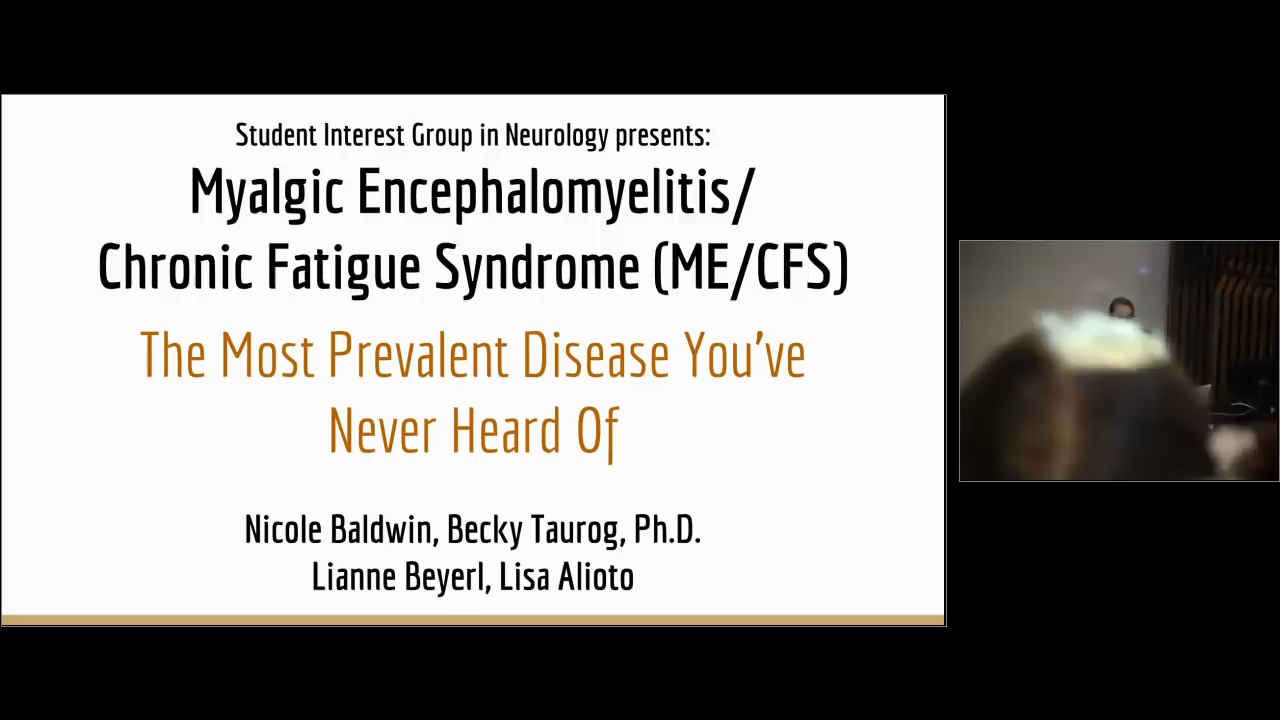 Student Interest Group in Neurology presents:
Myalgic Encephalomyelitis/
Chronic Fatigue Syndrome (ME/CFS)
The Most Prevalent Disease You've
Never Heard Of
Nicole Baldwin, Becky Taurog, Ph.D.
Lianne Beyerl, Lisa Alioto